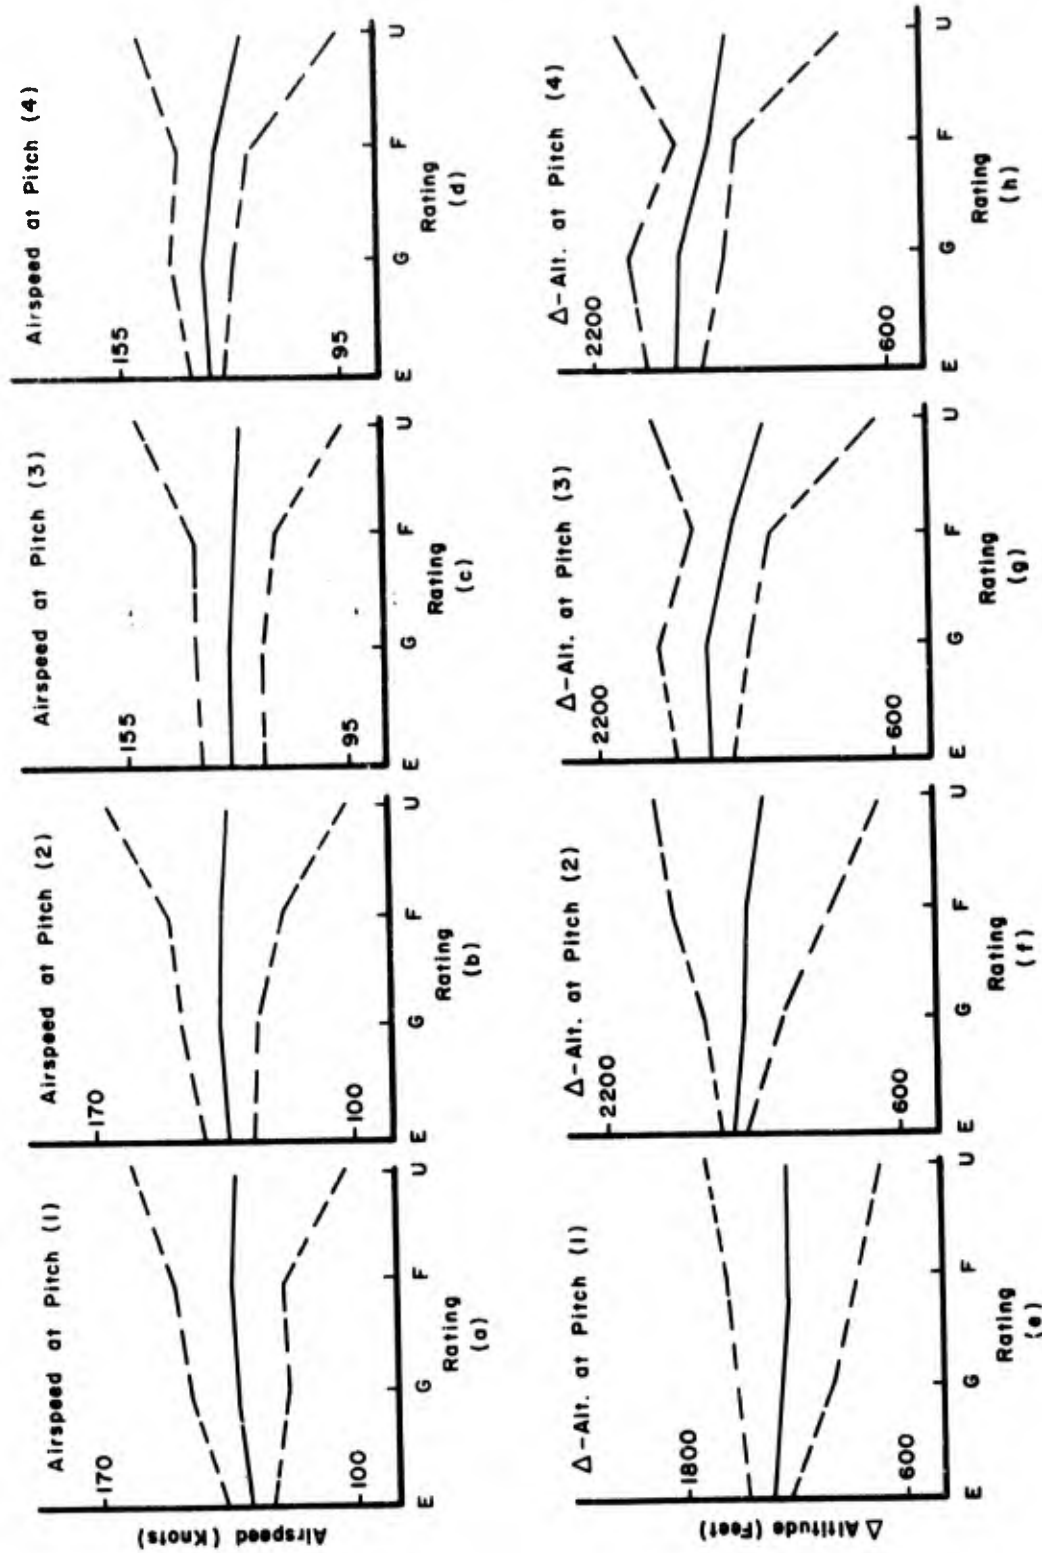 Airspeed at Pitch (1)
170
100
Airspeed (Knots)
E G F U
Rating
(a)
Airspeed at Pitch (2)
170
100
E G F U
Rating
(b)
Airspeed at Pitch (3)
155
95
E G F U
Rating
(c)
Airspeed at Pitch (4)
155
95
E G F U
Rating
(d)
Δ-Alt. at Pitch (1)
1800
600
Δ Altitude (Feet)
E G F U
Rating
(e)
Δ-Alt. at Pitch (2)
2200
600
E G F U
Rating
(f)
Δ-Alt. at Pitch (3)
2200
600
E G F U
Rating
(g)
Δ-Alt. at Pitch (4)
2200
600
E G F U
Rating
(h)